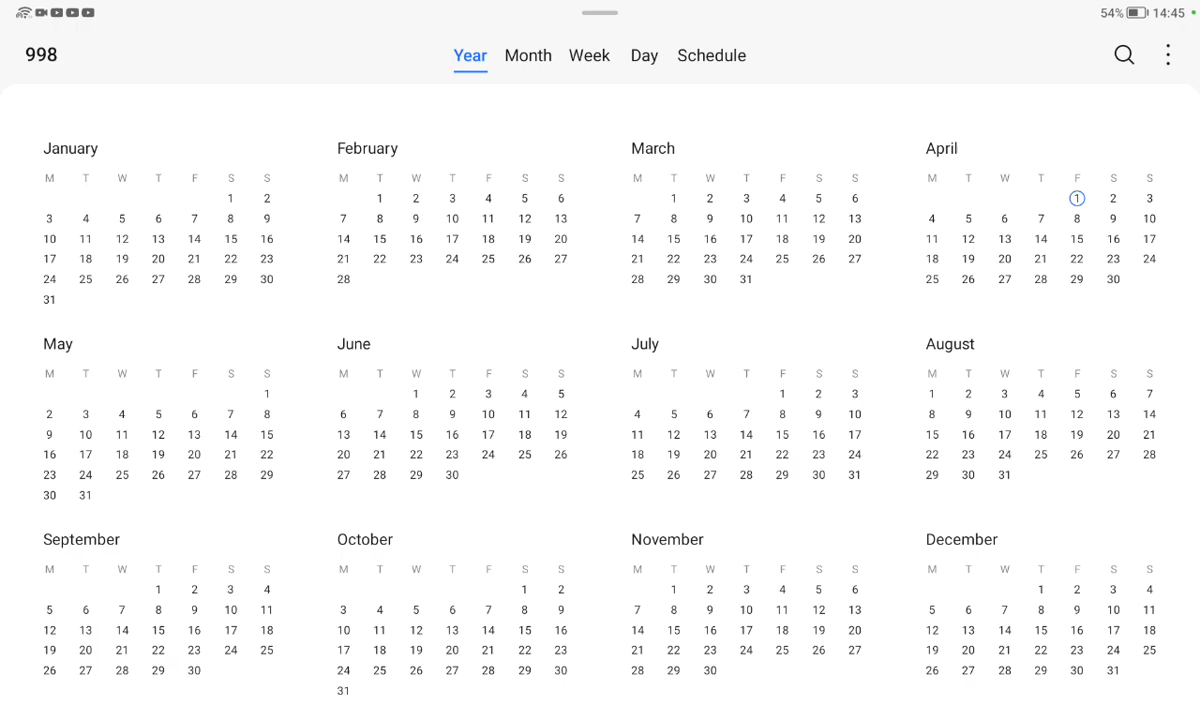 54% 14:45
998 Year Month Week Day Schedule
January February March April
M T W T F S S M T W T F S S M T W T F S S M T W T F S S
1 2 1 2 3 4 5 6 1 2 3 4 5 6 1 2 3
3 4 5 6 7 8 9 7 8 9 10 11 12 13 7 8 9 10 11 12 13 4 5 6 7 8 9 10
10 11 12 13 14 15 16 14 15 16 17 18 19 20 14 15 16 17 18 19 20 11 12 13 14 15 16 17
17 18 19 20 21 22 23 21 22 23 24 25 26 27 21 22 23 24 25 26 27 18 19 20 21 22 23 24
24 25 26 27 28 29 30 28 28 29 30 31 25 26 27 28 29 30
31
May June July August
M T W T F S S M T W T F S S M T W T F S S M T W T F S S
1 1 2 3 4 5 1 2 3 1 2 3 4 5 6 7
2 3 4 5 6 7 8 6 7 8 9 10 11 12 4 5 6 7 8 9 10 8 9 10 11 12 13 14
9 10 11 12 13 14 15 13 14 15 16 17 18 19 11 12 13 14 15 16 17 15 16 17 18 19 20 21
16 17 18 19 20 21 22 20 21 22 23 24 25 26 18 19 20 21 22 23 24 22 23 24 25 26 27 28
23 24 25 26 27 28 29 27 28 29 30 25 26 27 28 29 30 31 29 30 31
30 31
September October November December
M T W T F S S M T W T F S S M T W T F S S M T W T F S S
1 2 3 4 1 2 1 2 3 4 5 6 1 2 3 4
5 6 7 8 9 10 11 3 4 5 6 7 8 9 7 8 9 10 11 12 13 5 6 7 8 9 10 11
12 13 14 15 16 17 18 10 11 12 13 14 15 16 14 15 16 17 18 19 20 12 13 14 15 16 17 18
19 20 21 22 23 24 25 17 18 19 20 21 22 23 21 22 23 24 25 26 27 19 20 21 22 23 24 25
26 27 28 29 30 24 25 26 27 28 29 30 28 29 30 26 27 28 29 30 31
31